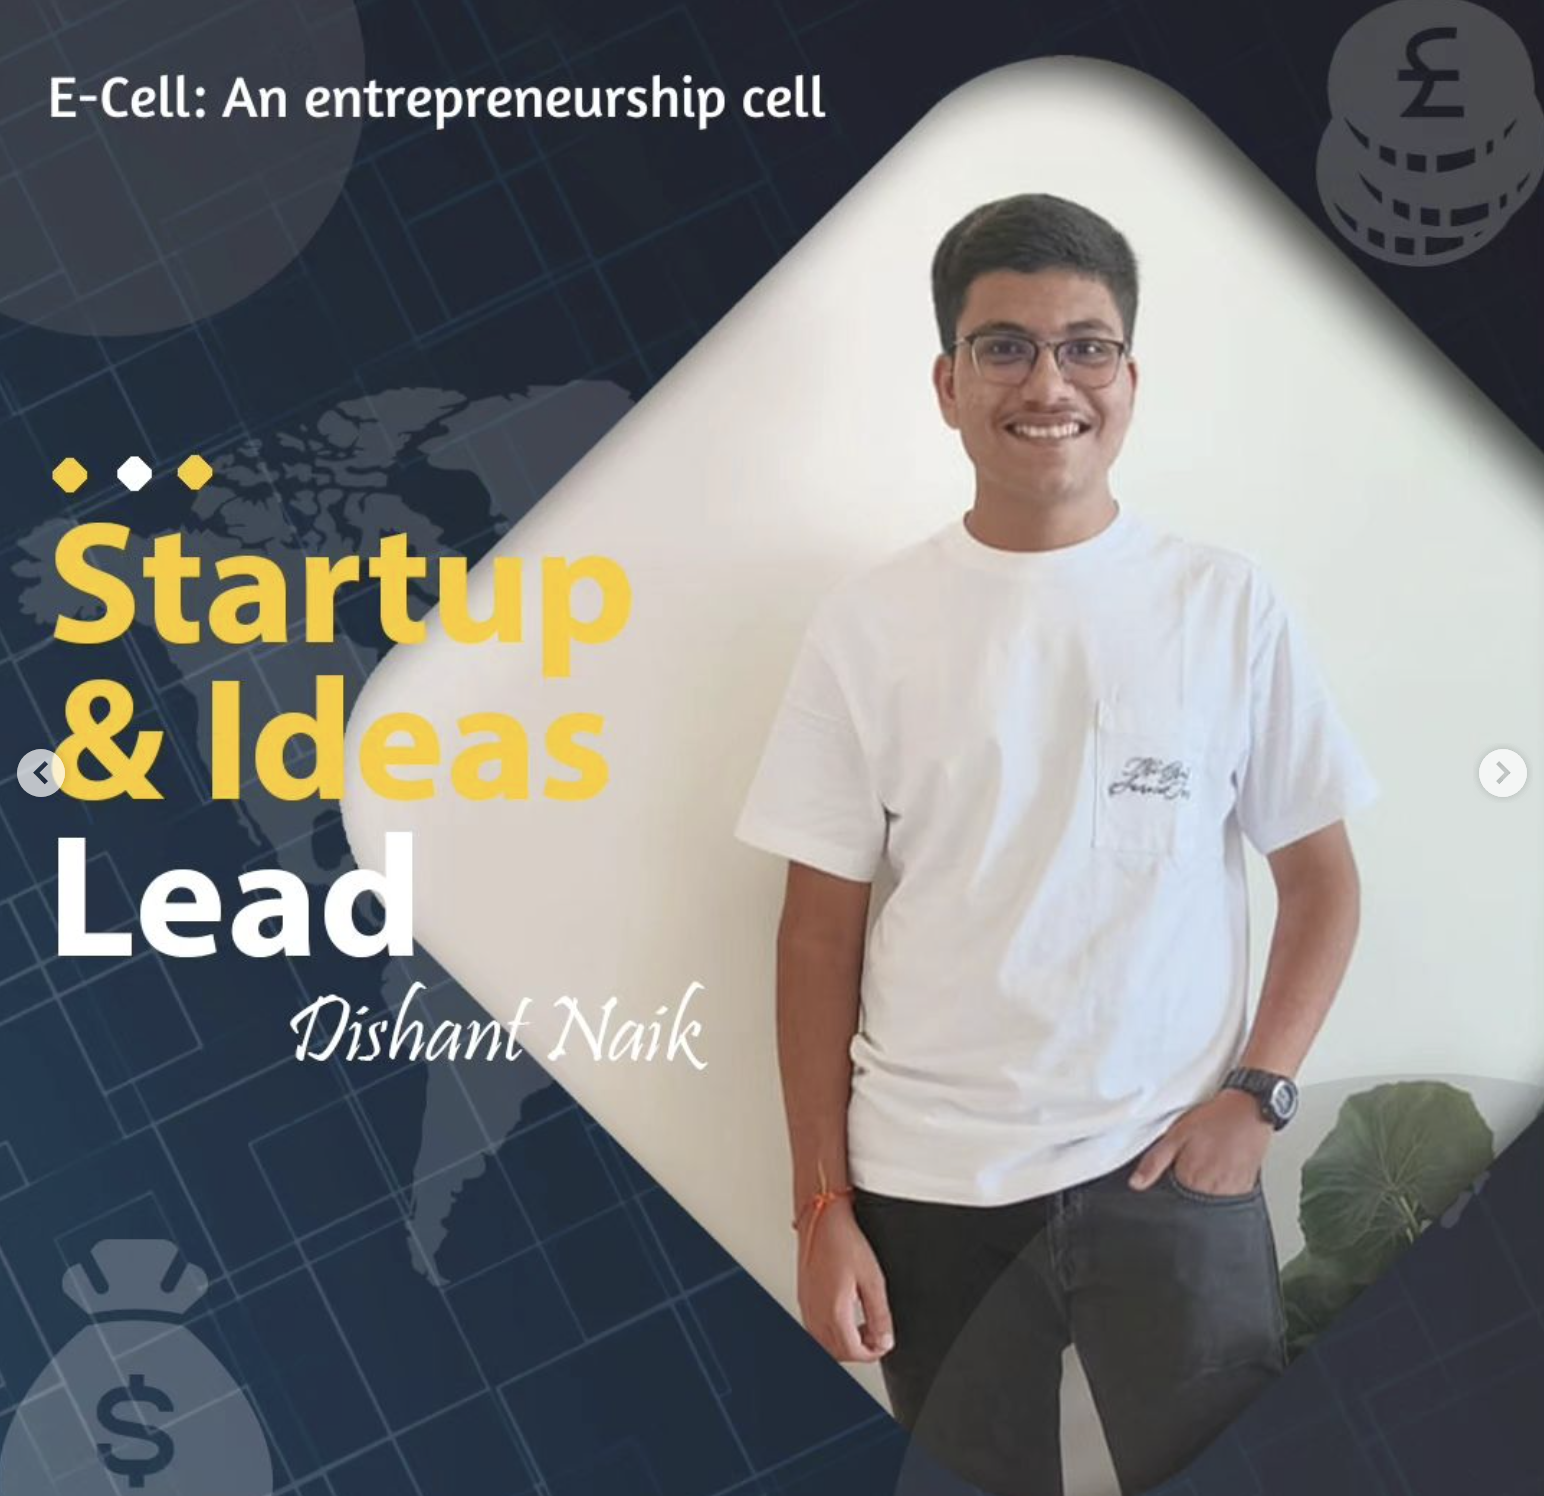 E-Cell: An entrepreneurship cell
£
Startup
& Ideas
Lead
Dishant Naik
$